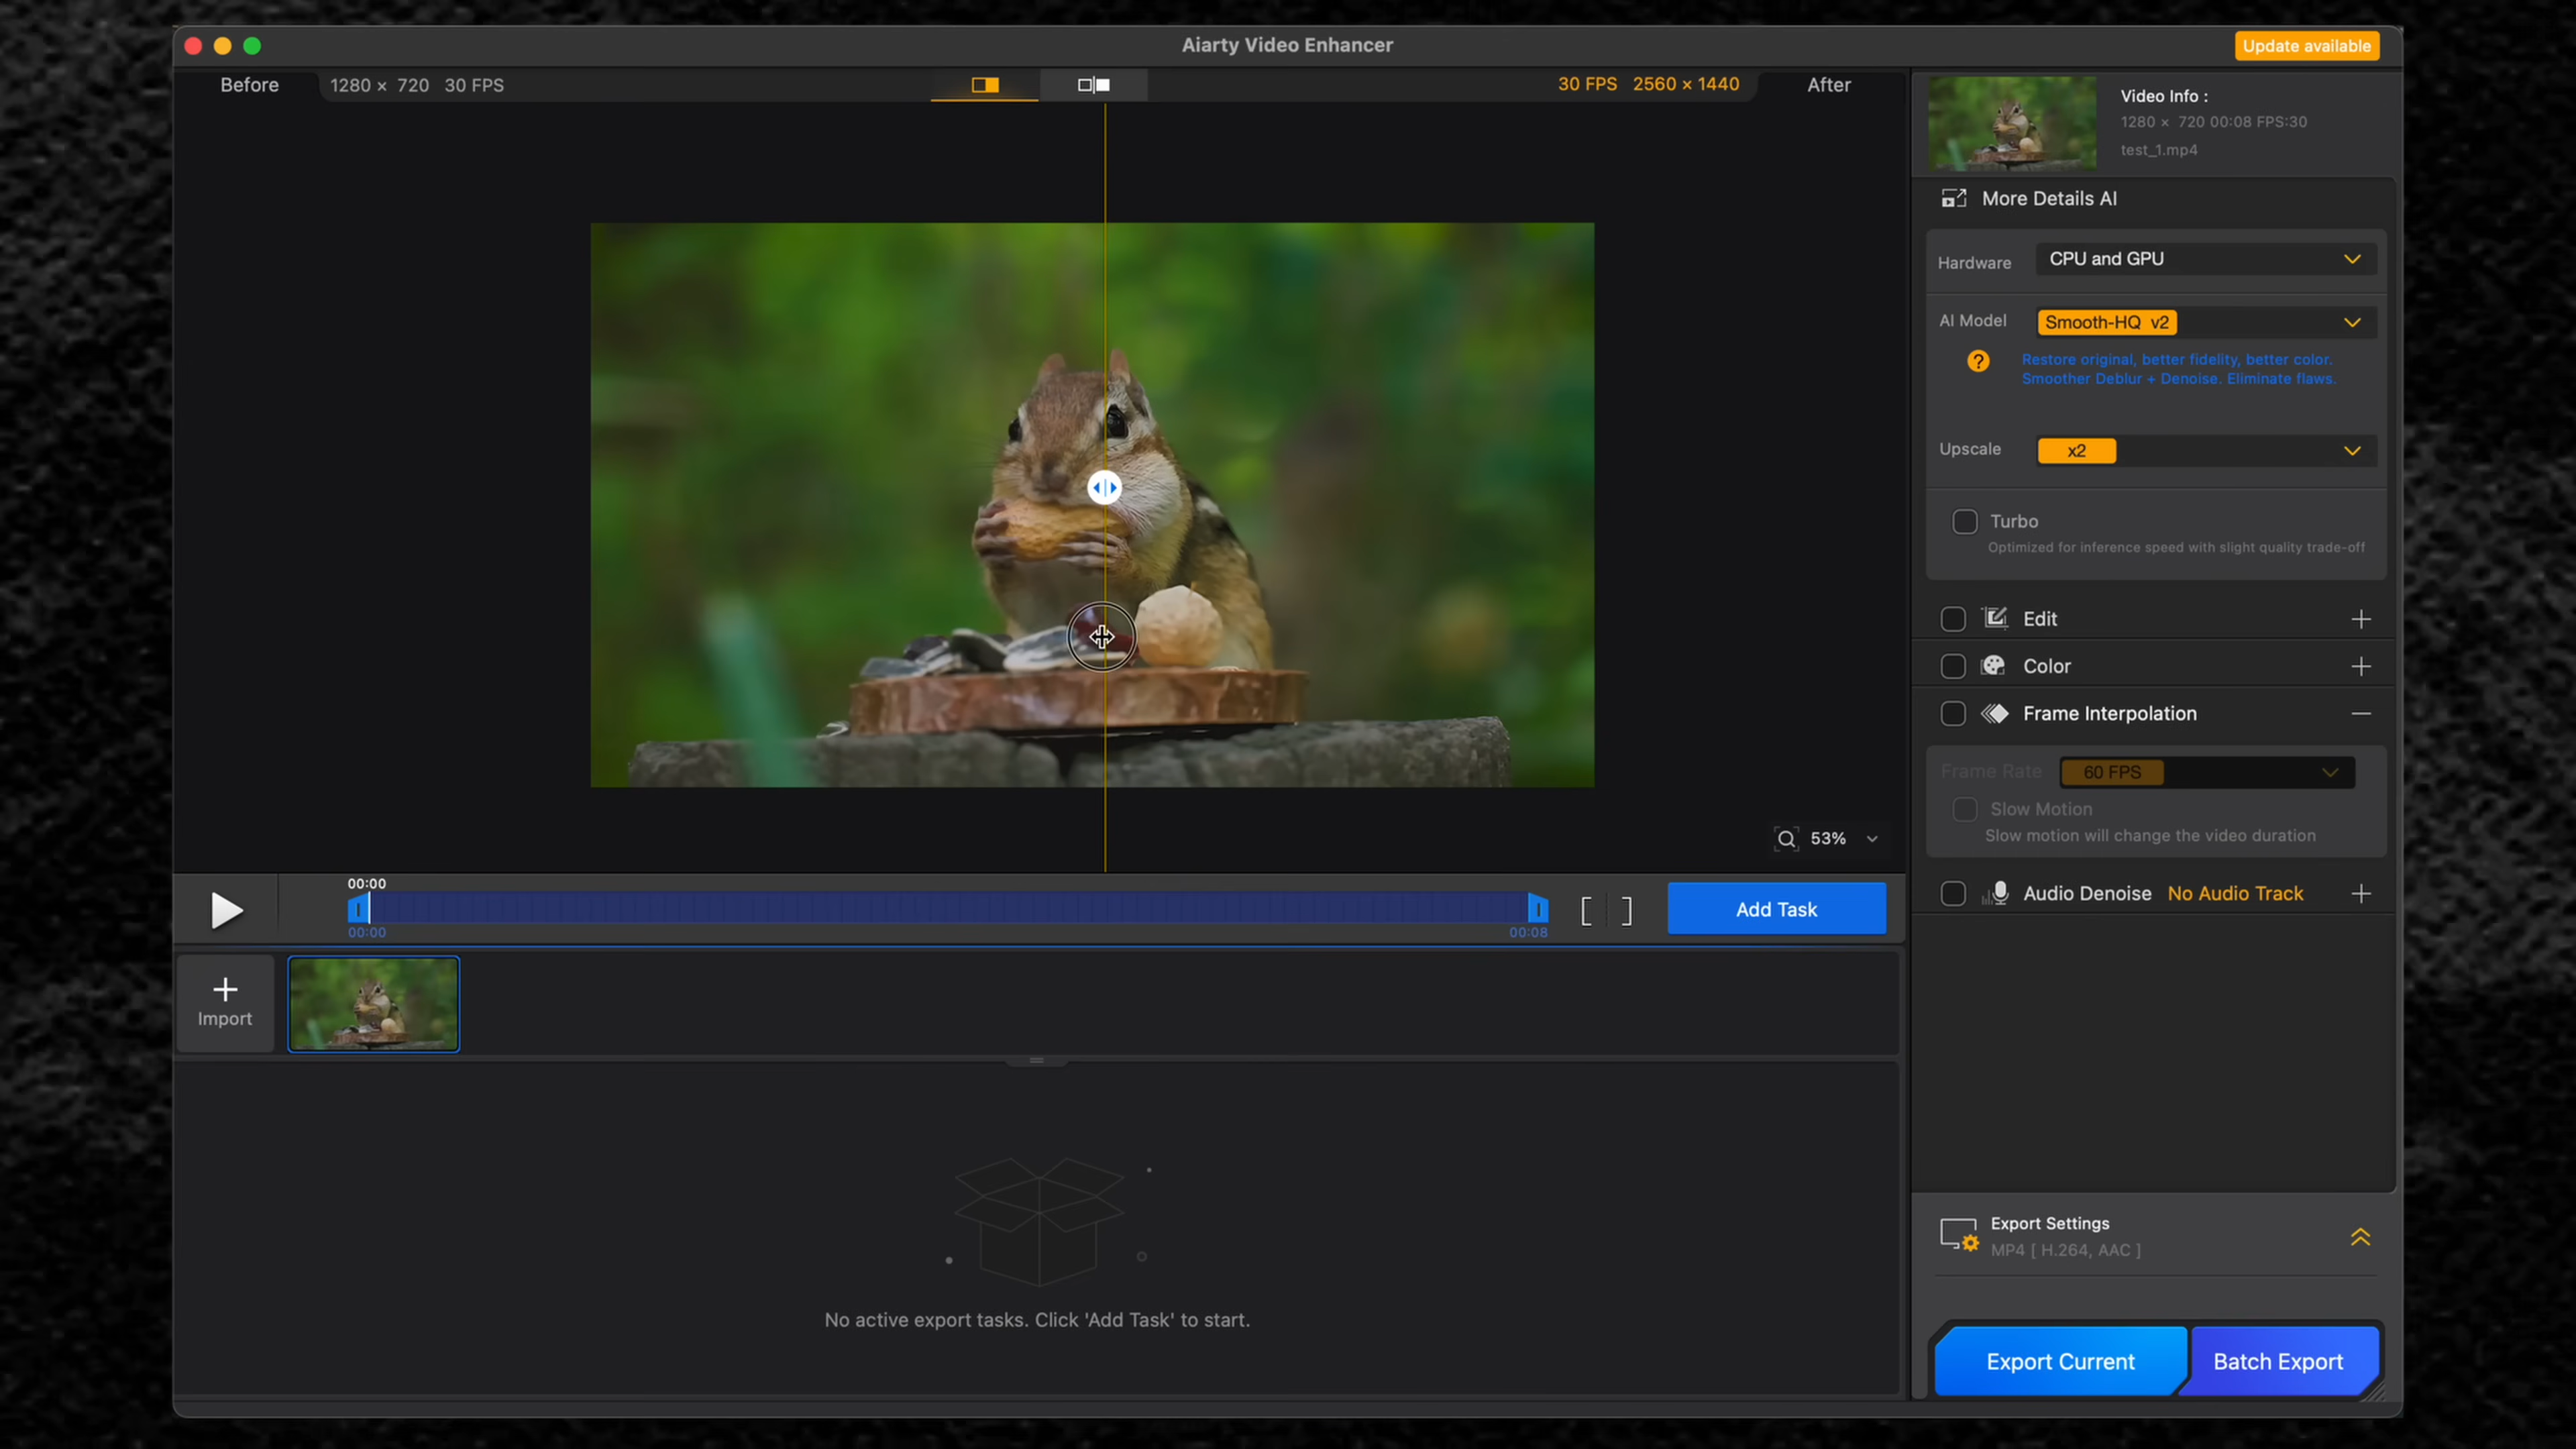 Aiarty Video Enhancer
Update available
Before
1280 × 720 30 FPS
30 FPS 2560 × 1440
After
Video Info :
1280 × 720 00:08 FPS:30
test_1.mp4
More Details AI
Hardware
CPU and GPU
AI Model
Smooth-HQ v2
?
Restore original, better fidelity, better color.
Smoother Deblur + Denoise. Eliminate flaws.
Upscale
x2
Turbo
Optimized for inference speed with slight quality trade-off
Edit
Color
Frame Interpolation
Frame Rate
60 FPS
Slow Motion
Slow motion will change the video duration
53%
Audio Denoise No Audio Track
00:00
00:00
00:08
[ ]
Add Task
Import
No active export tasks. Click 'Add Task' to start.
Export Settings
MP4 [ H.264, AAC ]
Export Current
Batch Export